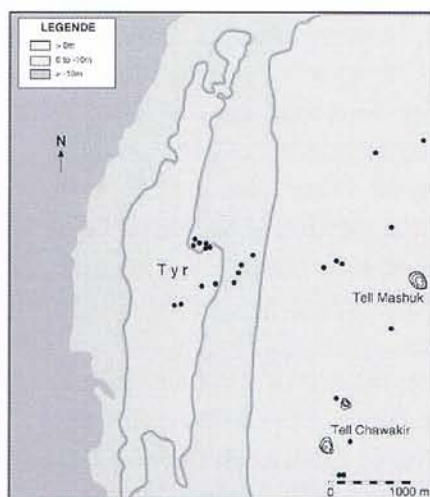 LEGENDE
> 0m
0 to -10m
> -10m
N
Tyr
Tell Mashuk
Tell Chawakir
0 1000 m